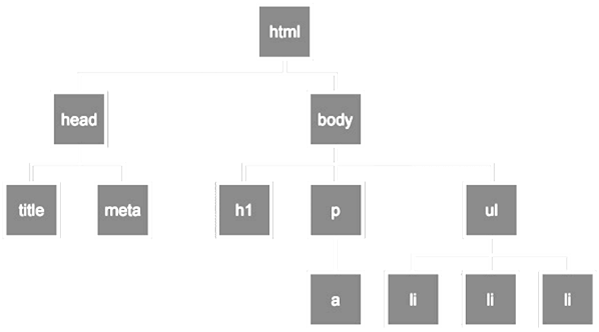 html
head body
title meta h1 p ul
a li li li